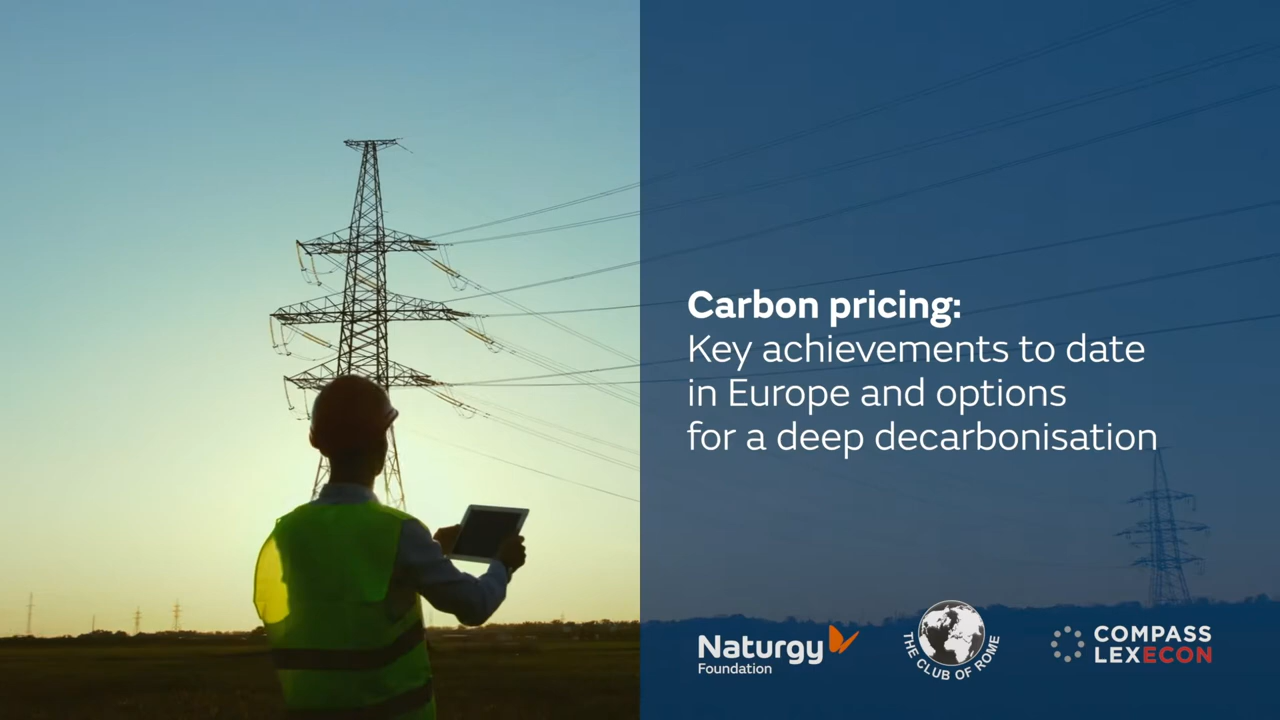 Carbon pricing:
Key achievements to date
in Europe and options
for a deep decarbonisation
Naturgy
Foundation
THE CLUB OF ROME
COMPASS
LEXECON